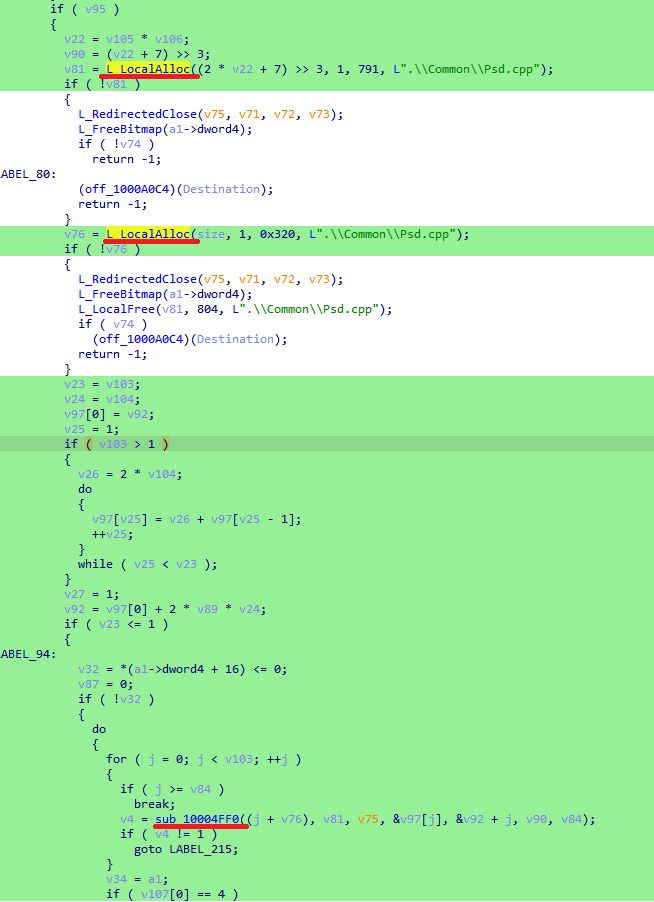 if ( v95 )
{
v22 = v105 * v106;
v90 = (v22 + 7) >> 3;
v81 = L_LocalAlloc((2 * v22 + 7) >> 3, 1, 791, L".\\Common\\Psd.cpp");
if ( !v81 )
{
L_RedirectedClose(v75, v71, v72, v73);
L_FreeBitmap(a1->dword4);
if ( !v74 )
return -1;
ABEL_80:
(off_1000A0C4)(Destination);
return -1;
}
v76 = L_LocalAlloc(size, 1, 0x320, L".\\Common\\Psd.cpp");
if ( !v76 )
{
L_RedirectedClose(v75, v71, v72, v73);
L_FreeBitmap(a1->dword4);
L_LocalFree(v81, 804, L".\\Common\\Psd.cpp");
if ( v74 )
(off_1000A0C4)(Destination);
return -1;
}
v23 = v103;
v24 = v104;
v97[0] = v92;
v25 = 1;
if ( v103 > 1 )
{
v26 = 2 * v104;
do
{
v97[v25] = v26 + v97[v25 - 1];
++v25;
}
while ( v25 < v23 );
}
v27 = 1;
v92 = v97[0] + 2 * v89 * v24;
if ( v23 <= 1 )
{
ABEL_94:
v32 = *(a1->dword4 + 16) <= 0;
v87 = 0;
if ( !v32 )
{
do
{
for ( j = 0; j < v103; ++j )
{
if ( j >= v84 )
break;
v4 = sub_10004FF0((j + v76), v81, v75, &v97[j], &v92 + j, v90, v84);
if ( v4 != 1 )
goto LABEL_215;
}
v34 = a1;
if ( v107[0] == 4 )